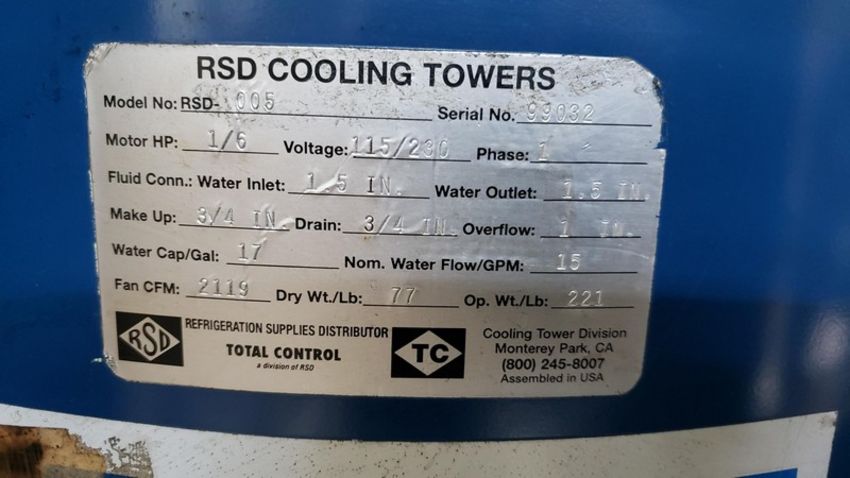 RSD COOLING TOWERS
Model No: RSD- 005 Serial No. 99032
Motor HP: 1/6 Voltage: 115/230 Phase: 1
Fluid Conn.: Water Inlet: 1.5 IN. Water Outlet: 1.5 IN.
Make Up: 3/4 IN. Drain: 3/4 IN. Overflow: 1 IN.
Water Cap/Gal: 17 Nom. Water Flow/GPM: 15
Fan CFM: 2119 Dry Wt./Lb: 77 Op. Wt./Lb: 221
RSD REFRIGERATION SUPPLIES DISTRIBUTOR
TOTAL CONTROL
a division of RSD
TC
Cooling Tower Division
Monterey Park, CA
(800) 245-8007
Assembled in USA